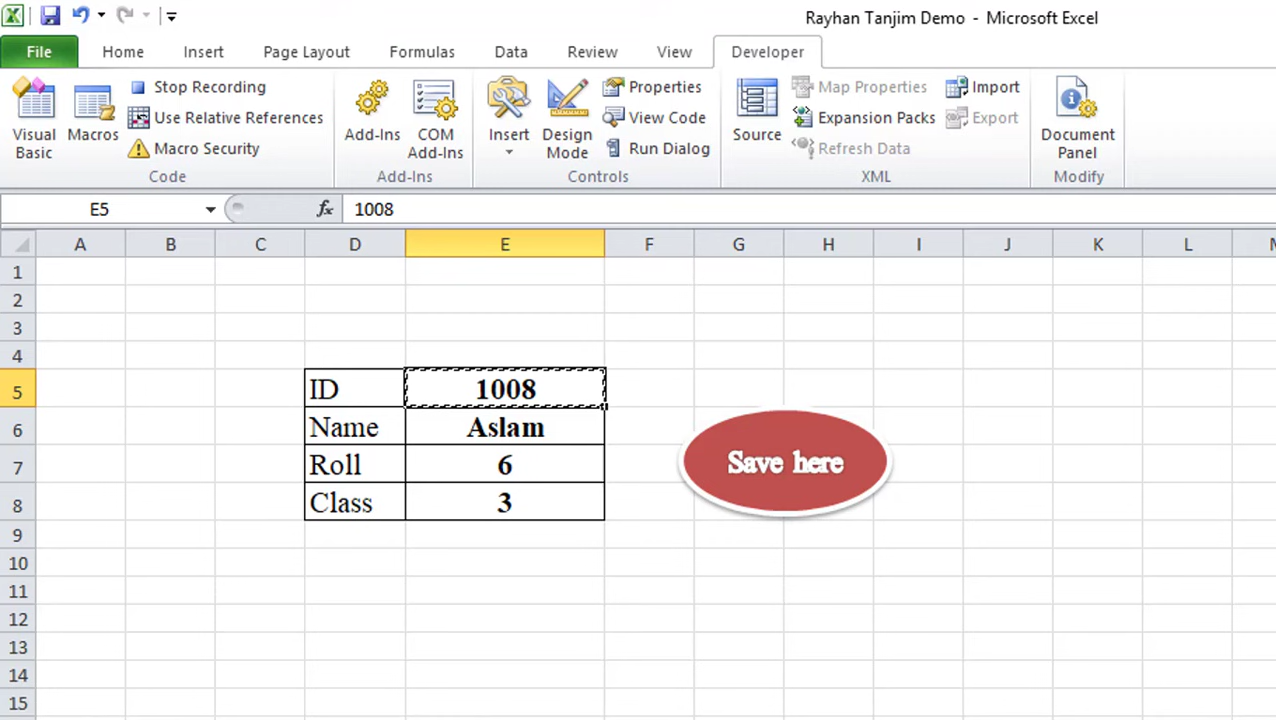 Rayhan Tanjim Demo - Microsoft Excel
File Home Insert Page Layout Formulas Data Review View Developer
Visual Basic
Macros
Stop Recording
Use Relative References
Macro Security
Code
Add-Ins
COM Add-Ins
Add-Ins
Insert
Design Mode
Properties
View Code
Run Dialog
Controls
Source
Map Properties
Expansion Packs
Refresh Data
Import
Export
XML
Document Panel
Modify
E5 fx 1008
A B C D E F G H I J K L M
1
2
3
4
5 ID 1008
6 Name Aslam
7 Roll 6
Save here
8 Class 3
9
10
11
12
13
14
15